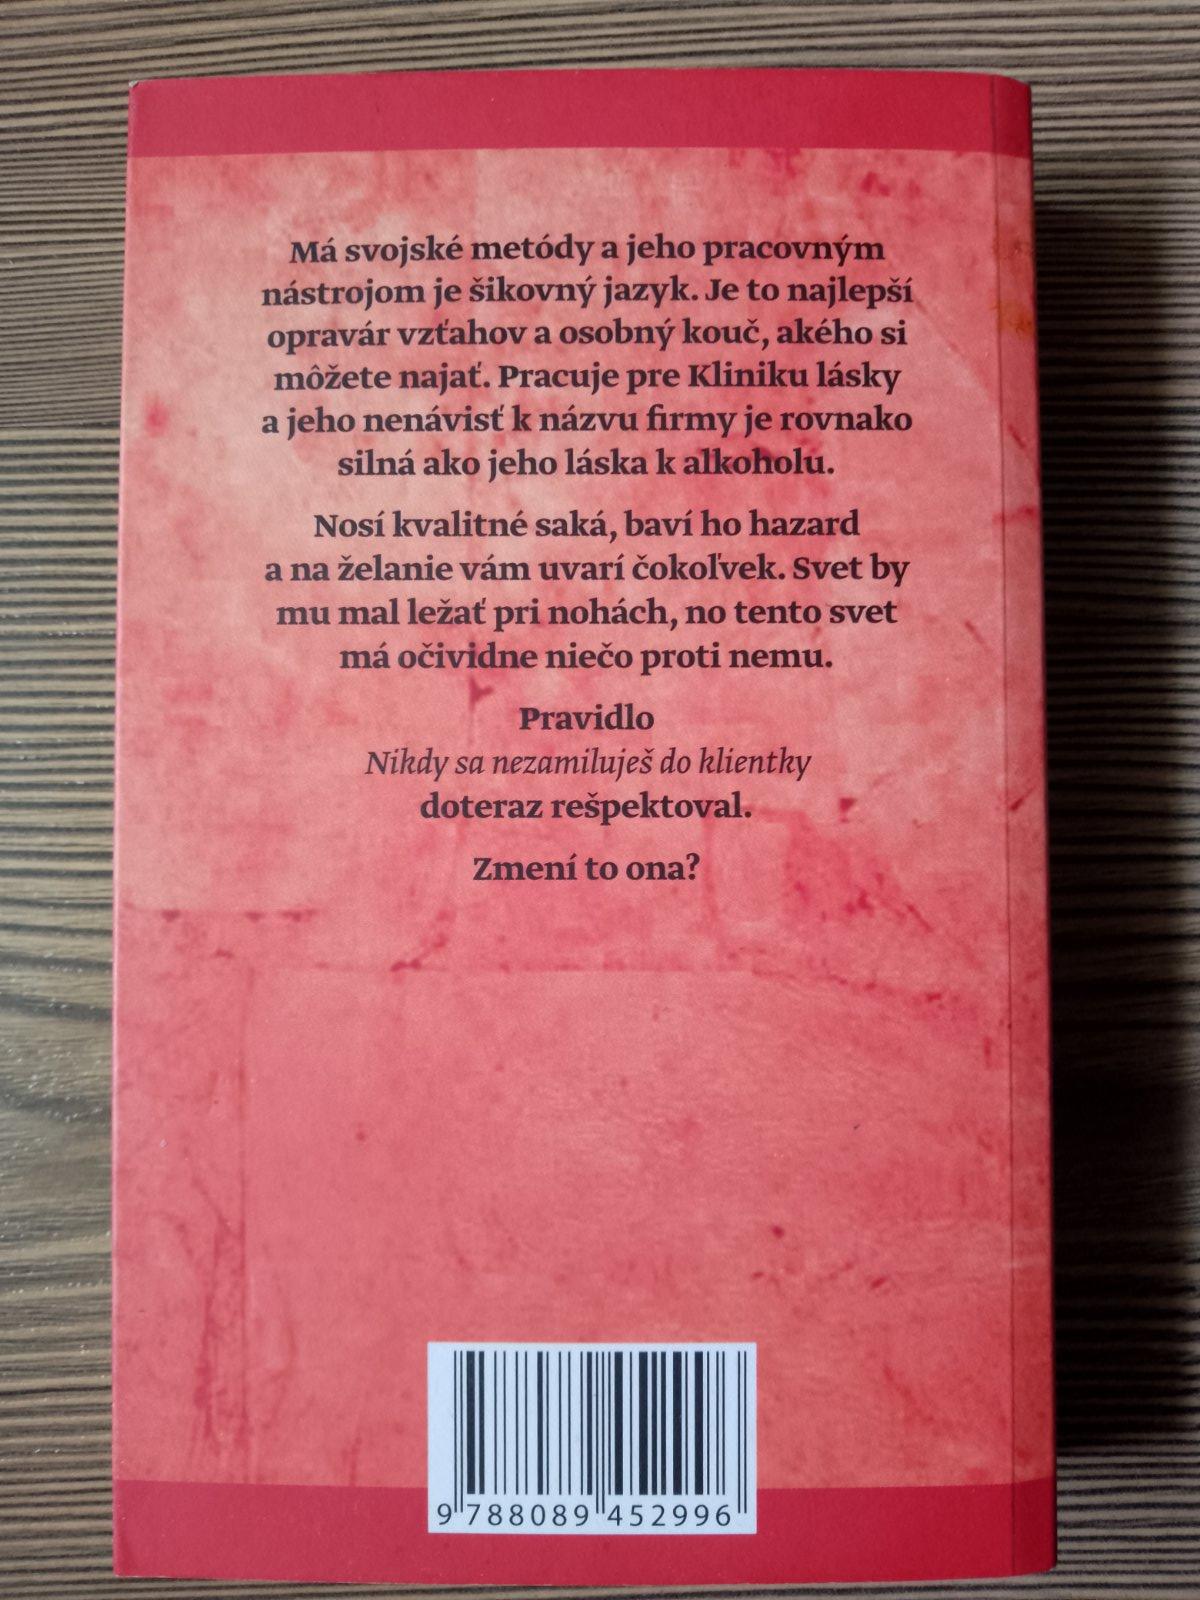 Má svojské metódy a jeho pracovným
nástrojom je šikovný jazyk. Je to najlepší
opravár vzťahov a osobný kouč, akého si
môžete najať. Pracuje pre Kliniku lásky
a jeho nenávisť k názvu firmy je rovnako
silná ako jeho láska k alkoholu.
Nosí kvalitné saká, baví ho hazard
a na želanie vám uvarí čokoľvek. Svet by
mu mal ležať pri nohách, no tento svet
má očividne niečo proti nemu.
Pravidlo
Nikdy sa nezamiluješ do klientky
doteraz rešpektoval.
Zmení to ona?
9 788089 452996